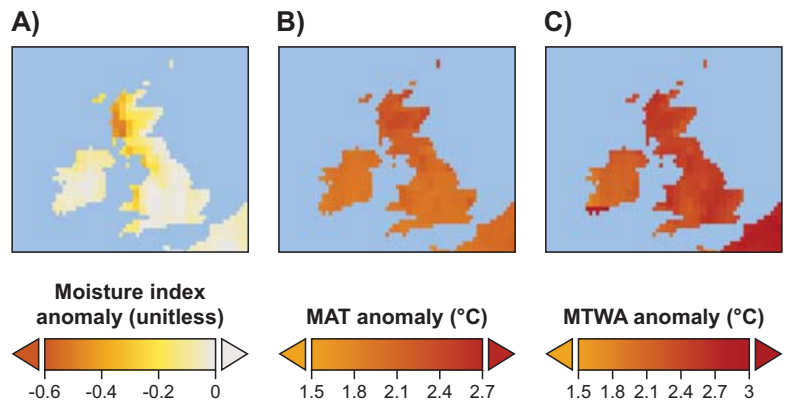 A)
B)
C)
Moisture index
anomaly (unitless)
-0.6 -0.4 -0.2 0
MAT anomaly (°C)
1.5 1.8 2.1 2.4 2.7
MTWA anomaly (°C)
1.5 1.8 2.1 2.4 2.7 3